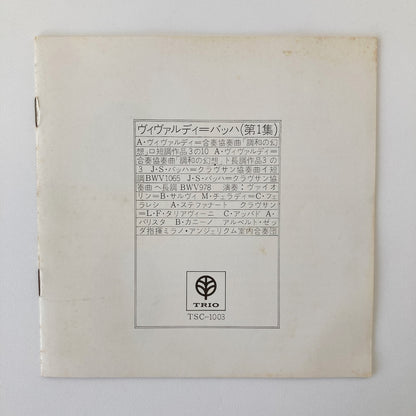 ヴィヴァルディ=バッハ(第1集)
A・ヴィヴァルディ=合奏協奏曲「調和の幻
想」ロ短調作品3の10 A・ヴィヴァルディ=
合奏協奏曲「調和の幻想」ト長調作品3の
3 J・S・バッハ=クラヴサン協奏曲イ短
調BWV1065 J・S・バッハ=クラヴサン協
奏曲ヘ長調BWV978 演奏:ヴァイオ
リン=B・サルヴィ M・チェラディ=C・フェ
ラレシ A・ステファナート クラヴサン
=L・F・タリアヴィーニ C・アッバド A・
バリスタ B・カニーノ アルベルト・ゼッ
ダ指揮ミラノ・アンジェリクム室内合奏団
TRIO
TSC-1003